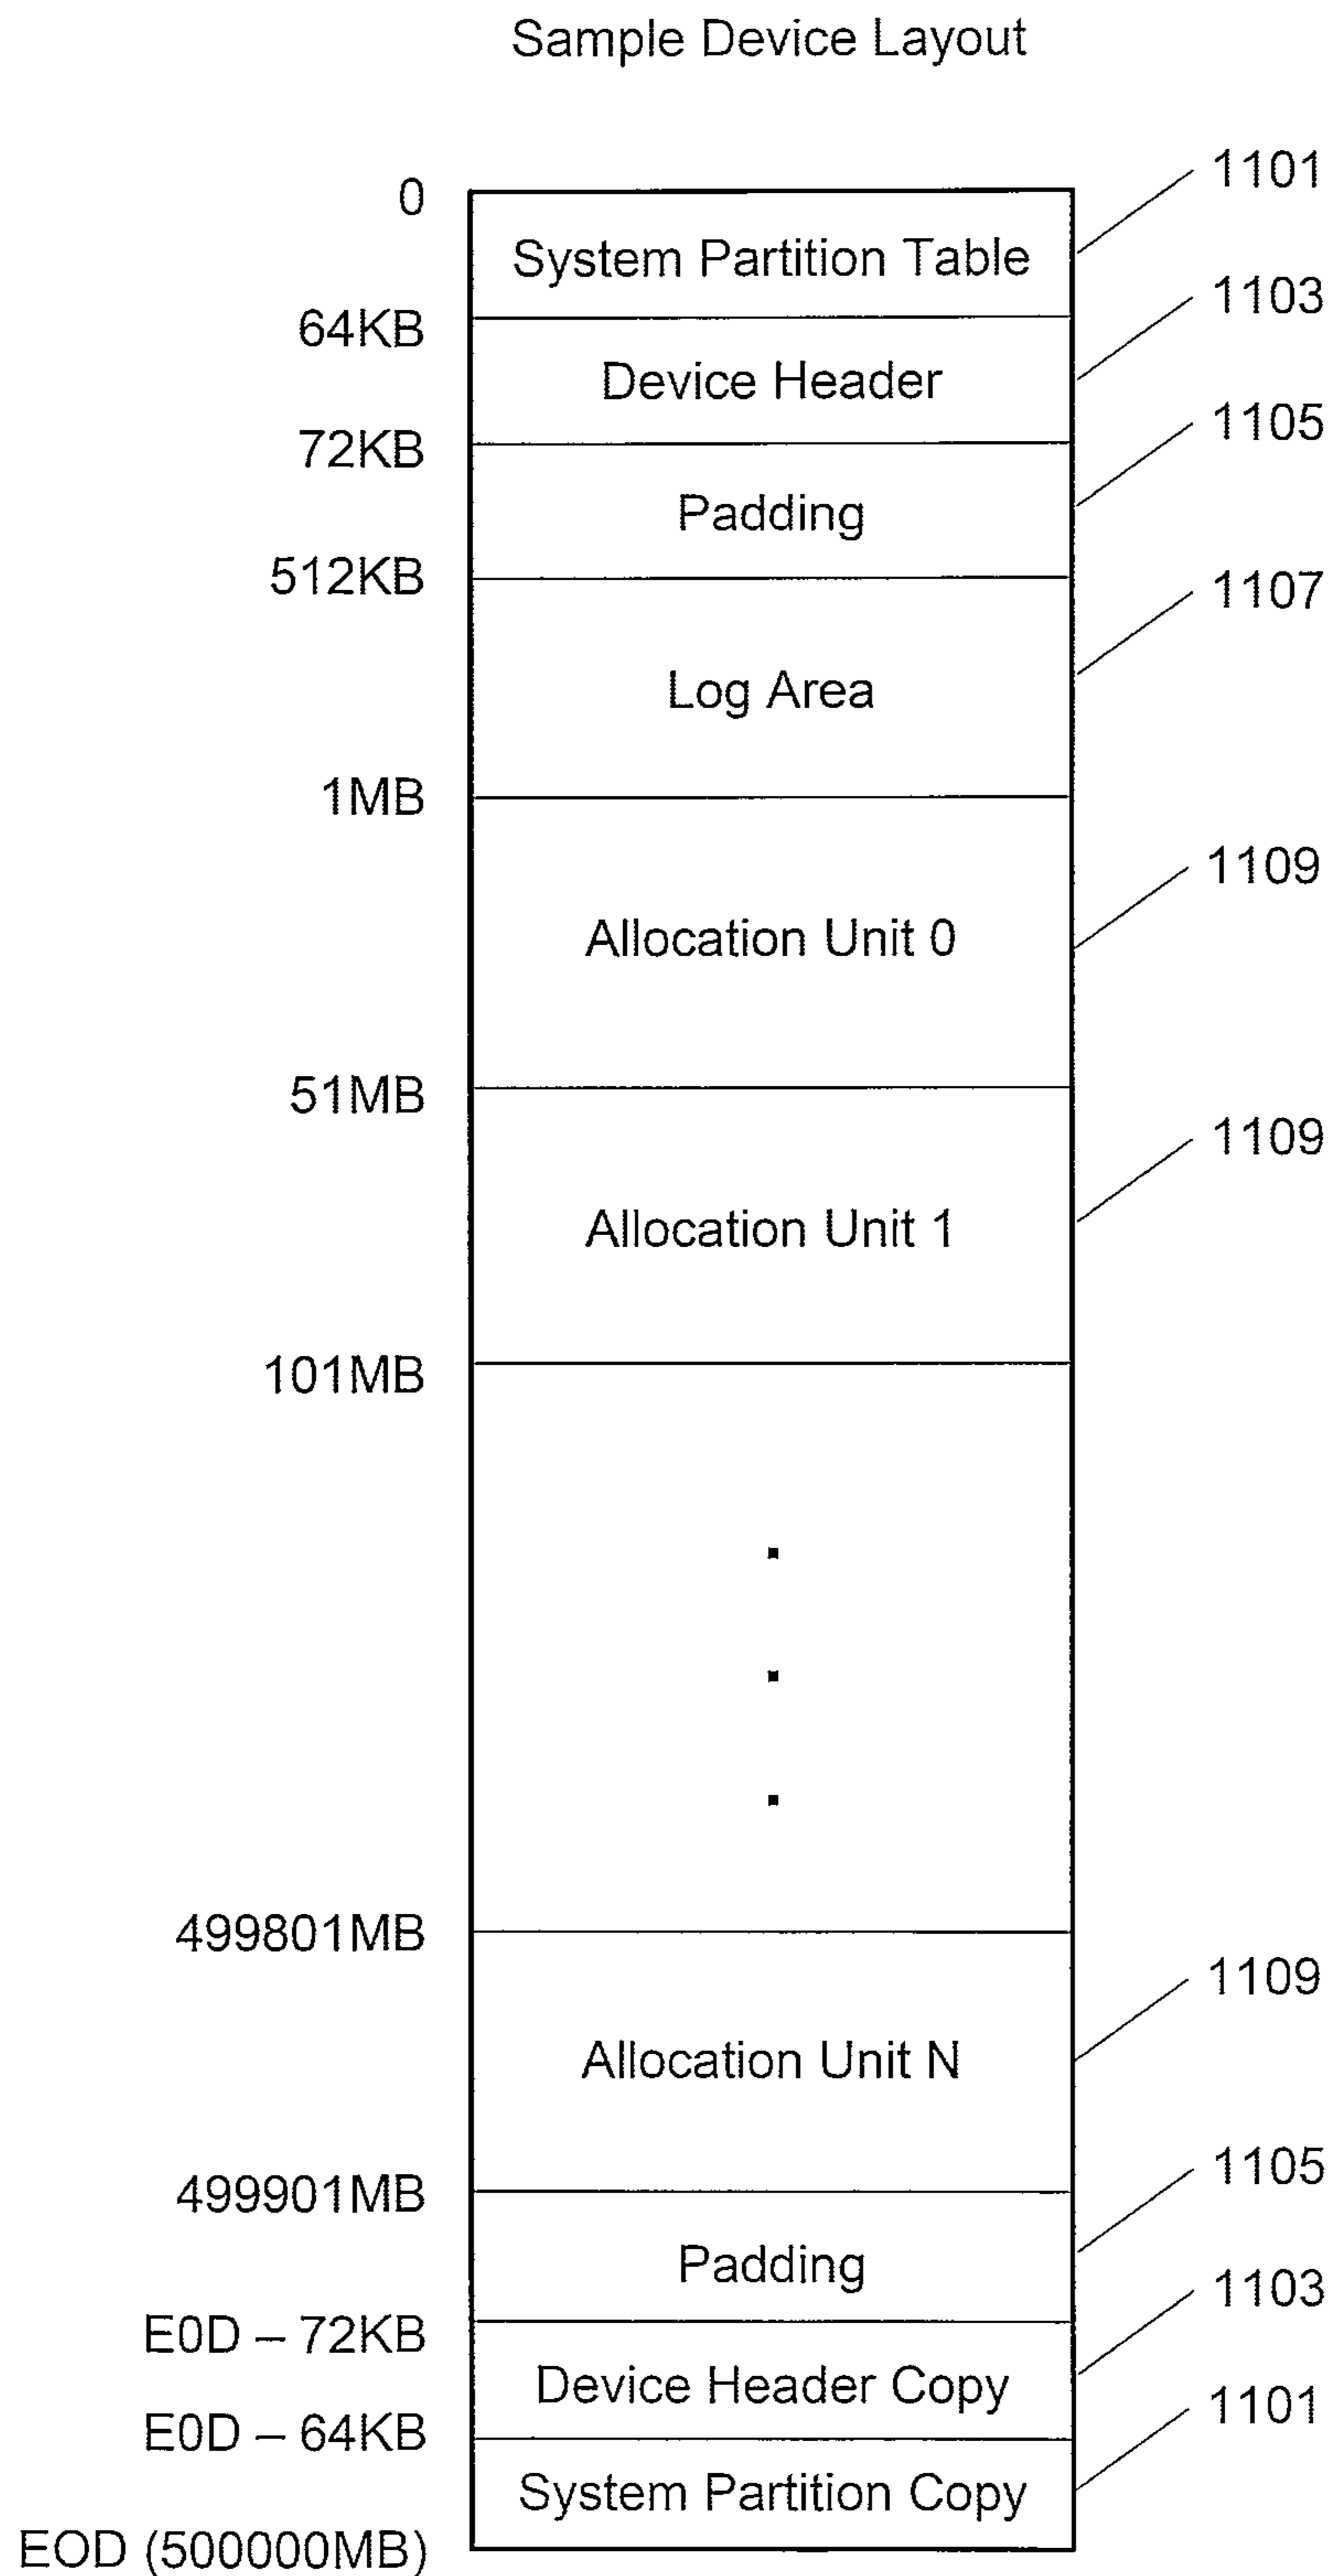 Sample Device Layout
0
1101
System Partition Table
64KB
1103
Device Header
72KB
1105
Padding
512KB
1107
Log Area
1MB
1109
Allocation Unit 0
51MB
1109
Allocation Unit 1
101MB
499801MB
1109
Allocation Unit N
499901MB
1105
Padding
E0D – 72KB
1103
Device Header Copy
E0D – 64KB
1101
System Partition Copy
EOD (500000MB)